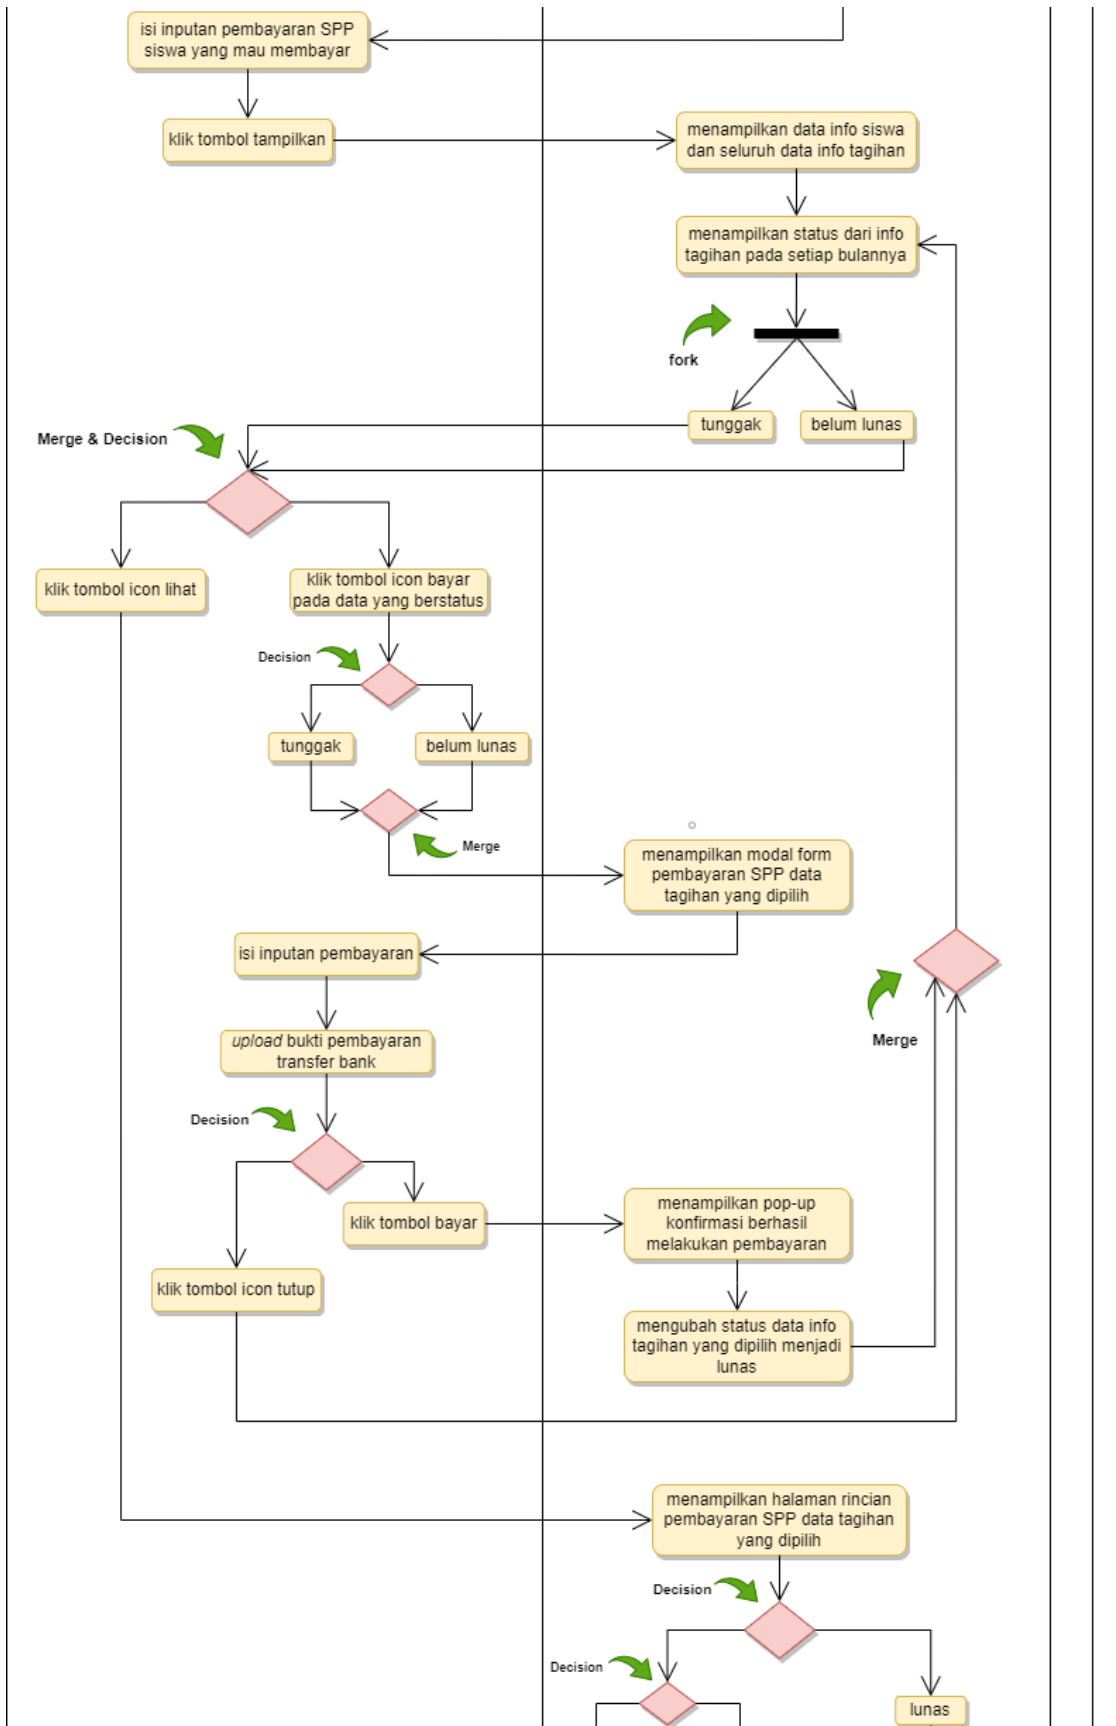 isi inputan pembayaran SPP
siswa yang mau membayar
klik tombol tampilkan
menampilkan data info siswa
dan seluruh data info tagihan
menampilkan status dari info
tagihan pada setiap bulannya
fork
tunggak
belum lunas
Merge & Decision
klik tombol icon lihat
klik tombol icon bayar
pada data yang berstatus
Decision
tunggak
belum lunas
Merge
menampilkan modal form
pembayaran SPP data
tagihan yang dipilih
isi inputan pembayaran
Merge
upload bukti pembayaran
transfer bank
Decision
klik tombol bayar
menampilkan pop-up
konfirmasi berhasil
melakukan pembayaran
klik tombol icon tutup
mengubah status data info
tagihan yang dipilih menjadi
lunas
menampilkan halaman rincian
pembayaran SPP data tagihan
yang dipilih
Decision
Decision
lunas